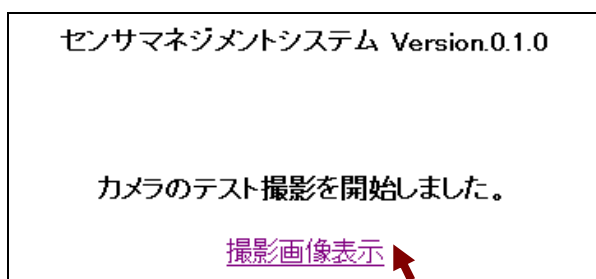 センサマネジメントシステム Version.0.1.0
カメラのテスト撮影を開始しました。
撮影画像表示